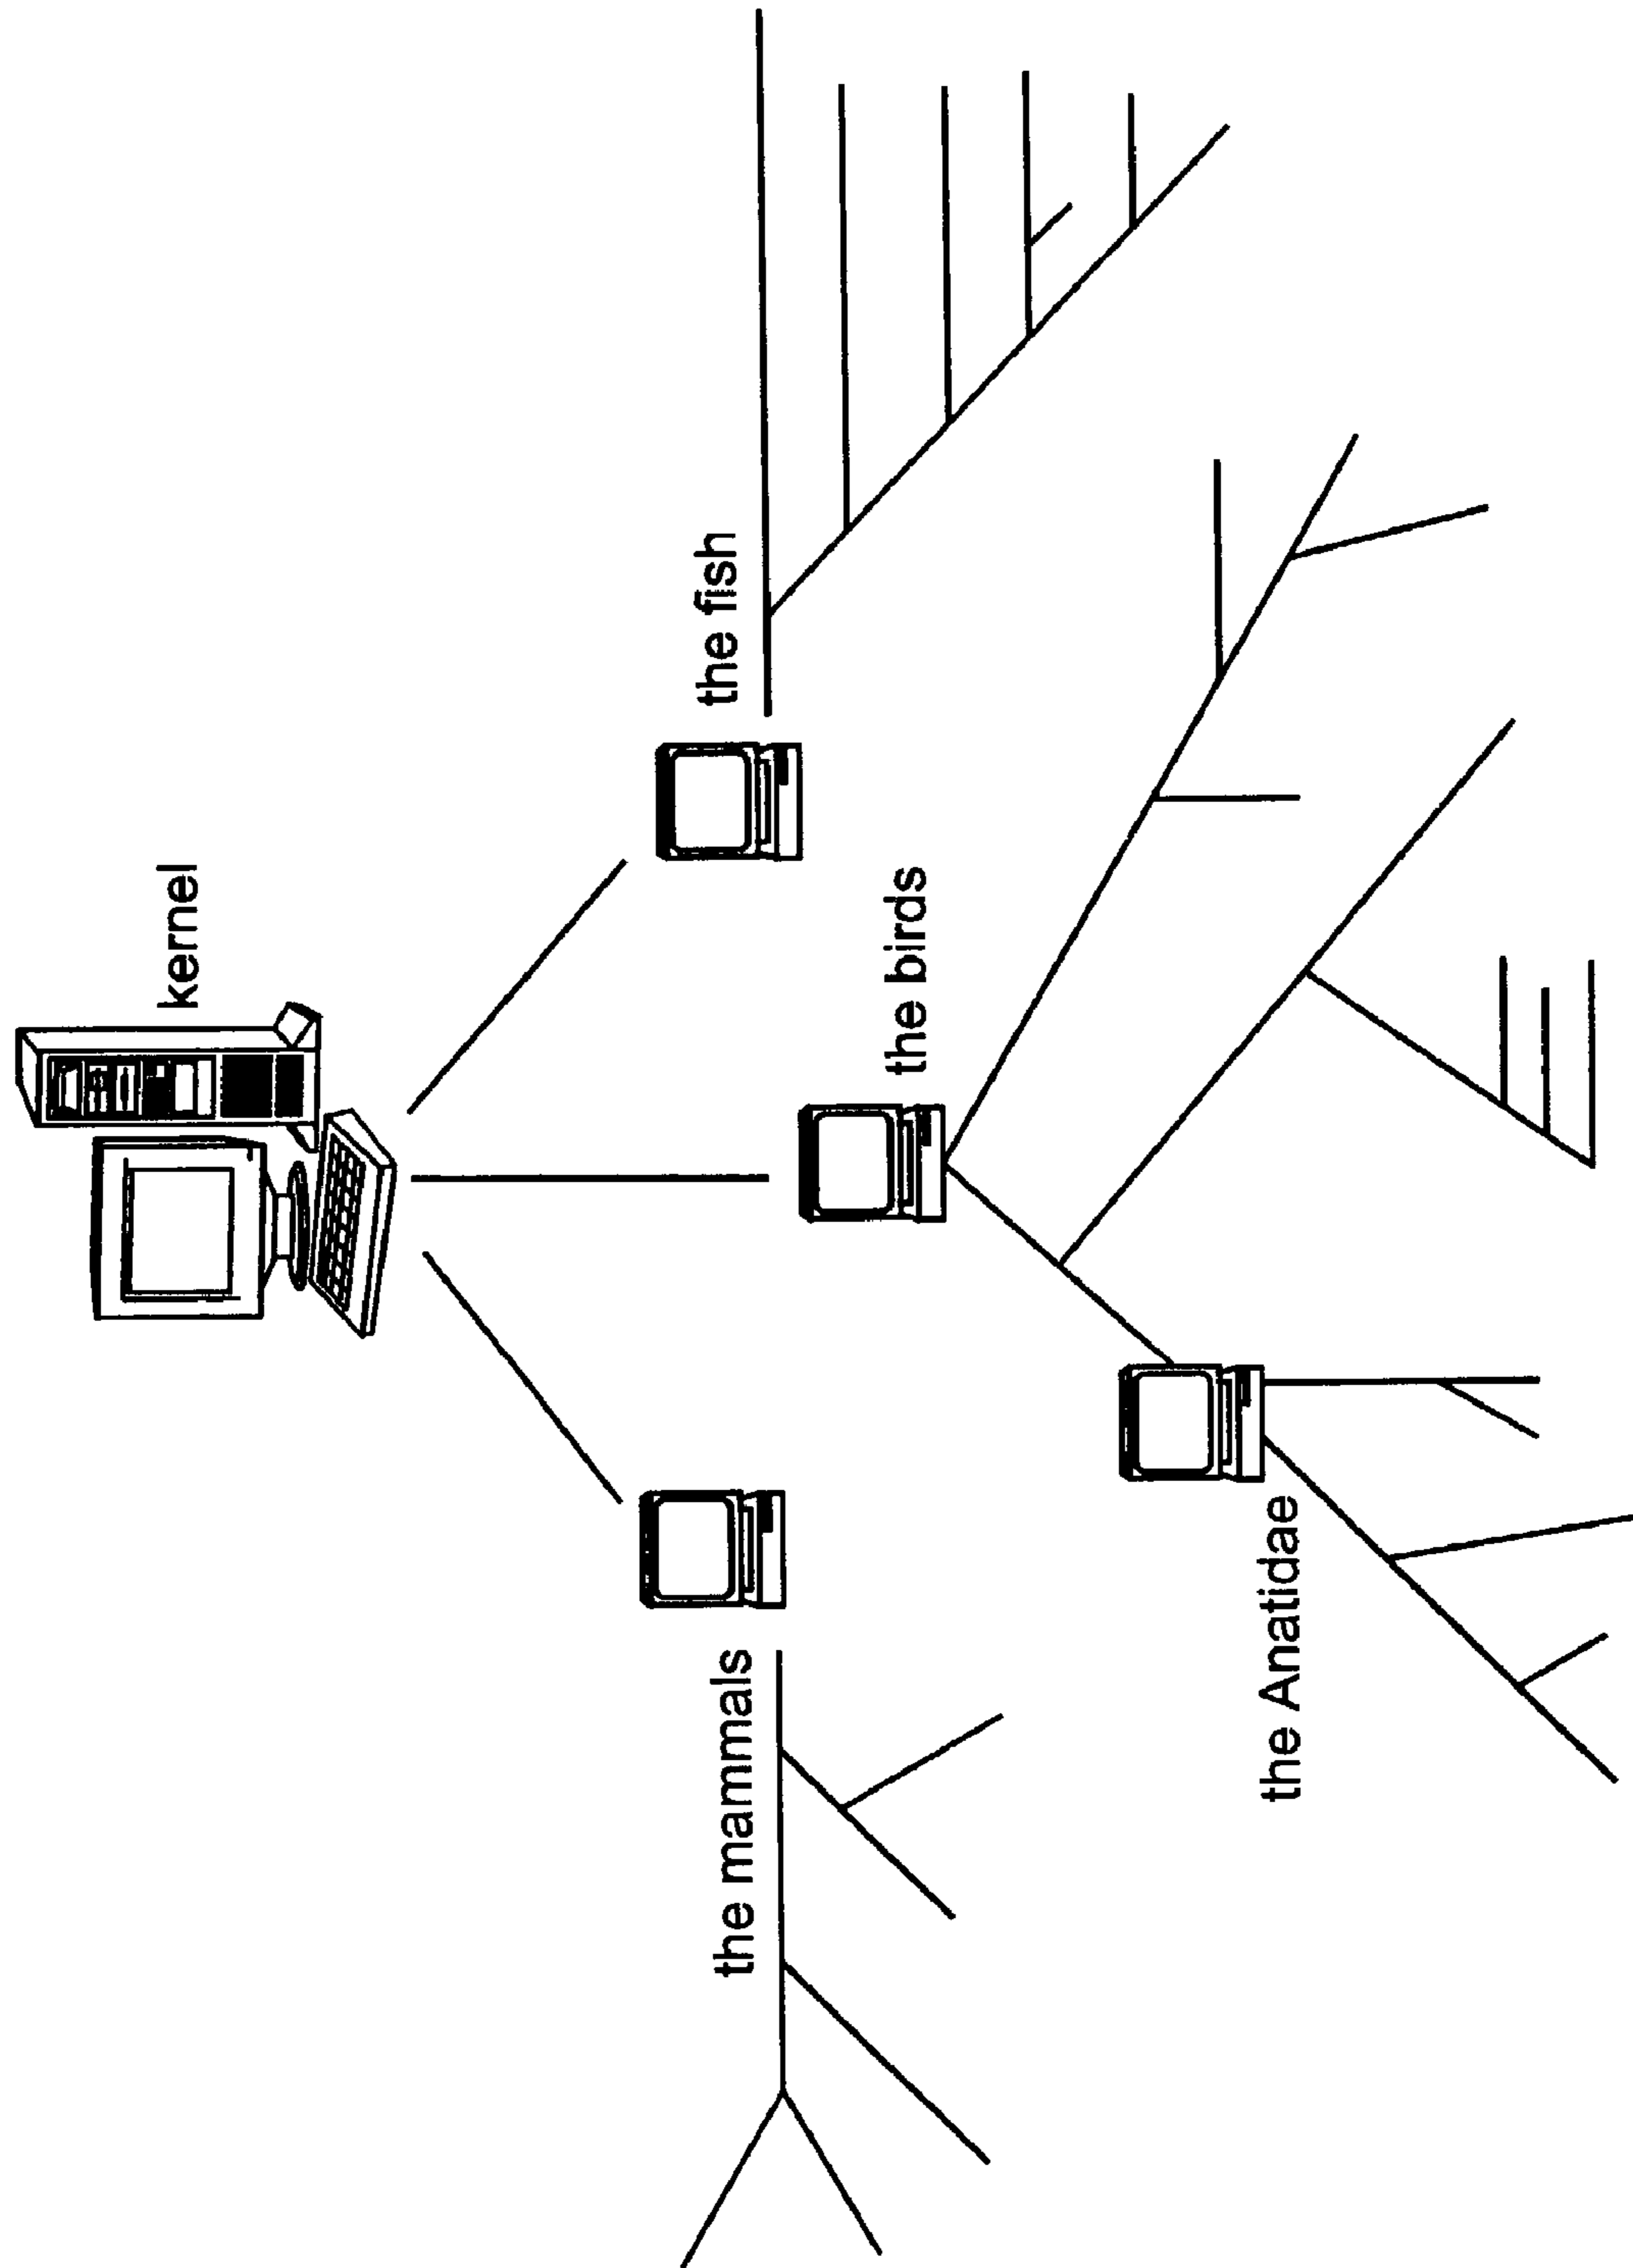 kernel
the fish
the birds
the mammals
the Anatidae